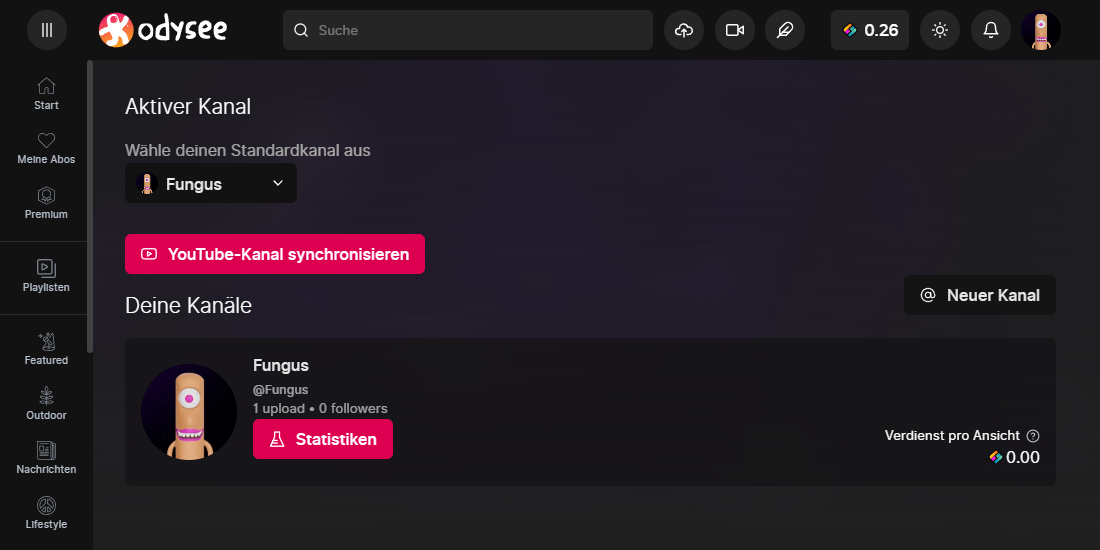 odysee
Suche
0.26
Start
Meine Abos
Premium
Playlisten
Featured
Outdoor
Nachrichten
Lifestyle
Aktiver Kanal
Wähle deinen Standardkanal aus
Fungus
YouTube-Kanal synchronisieren
Deine Kanäle
Neuer Kanal
Fungus
@Fungus
1 upload • 0 followers
Statistiken
Verdienst pro Ansicht
0.00